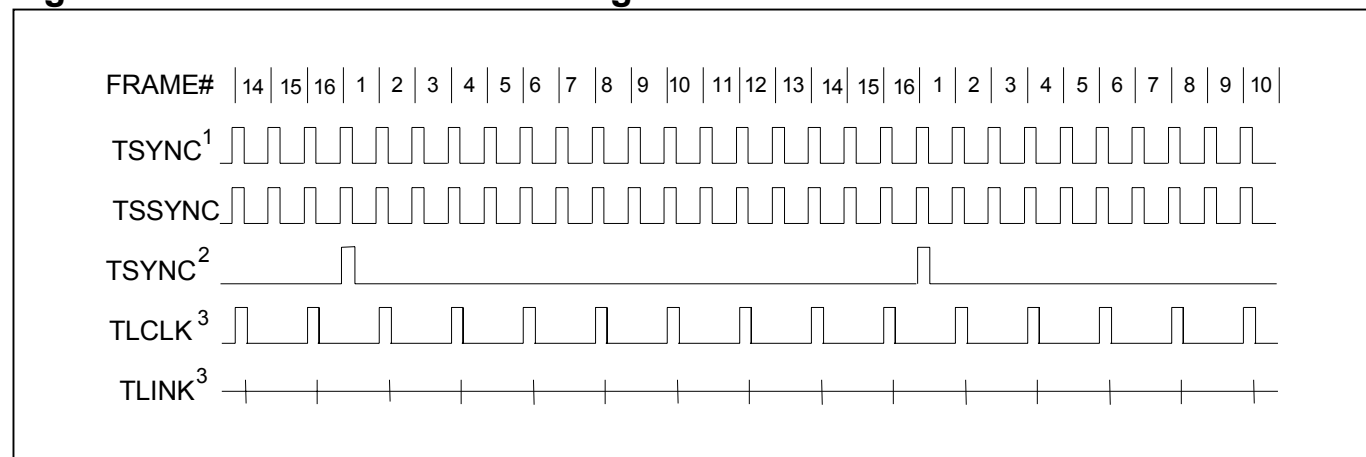 FRAME# 14 15 16 1 2 3 4 5 6 7 8 9 10 11 12 13 14 15 16 1 2 3 4 5 6 7 8 9 10
TSYNC¹
TSSYNC
TSYNC²
TLCLK³
TLINK³